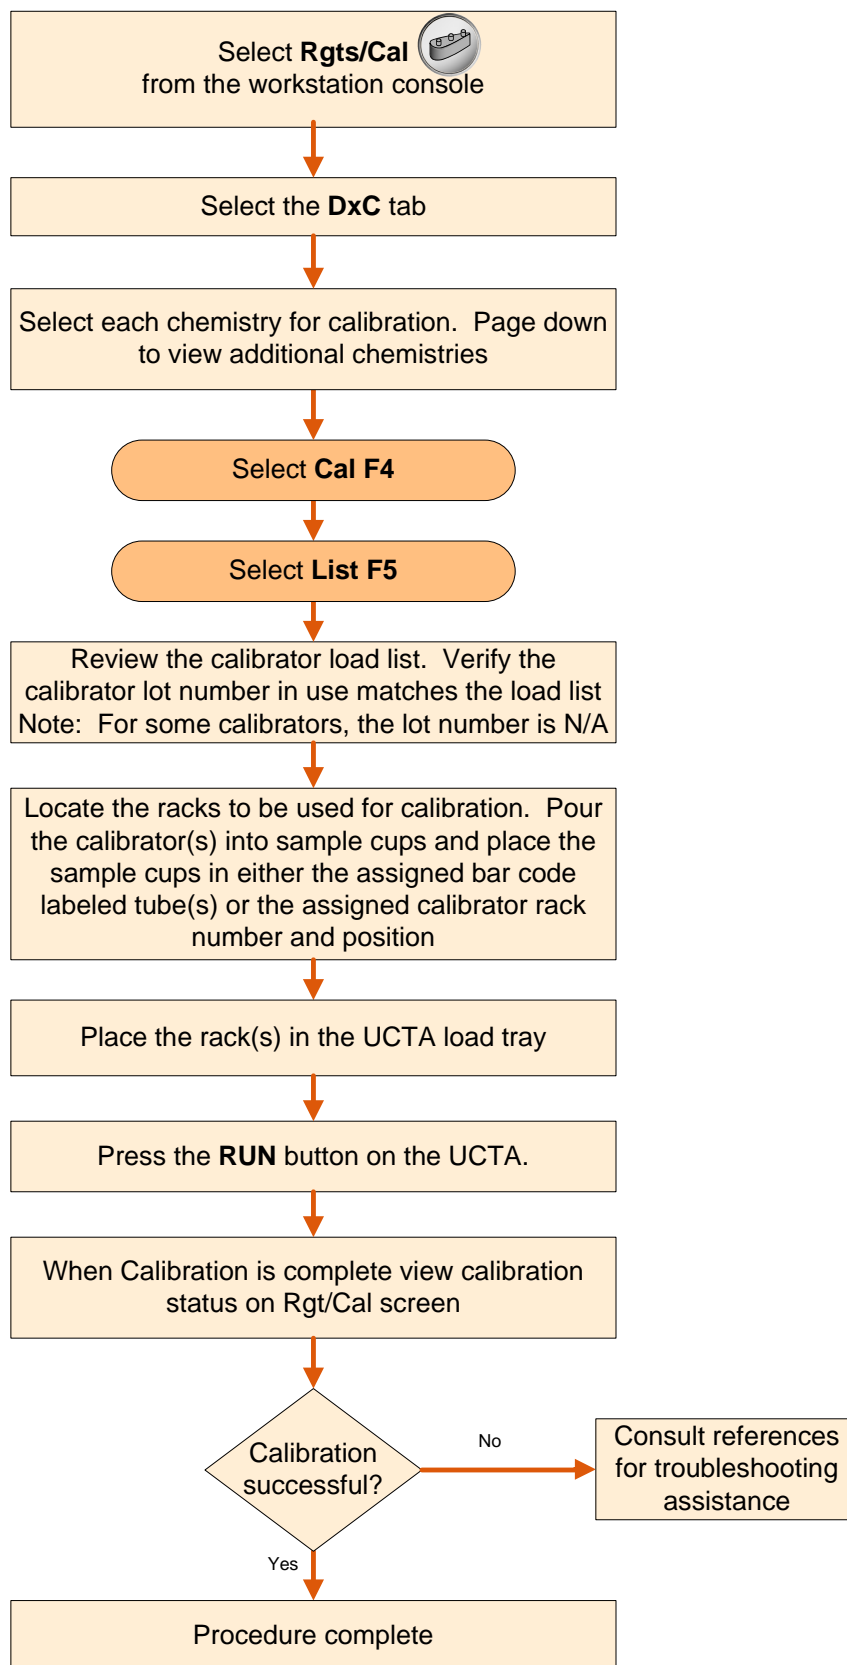 Select Rgts/Cal
from the workstation console
Select the DxC tab
Select each chemistry for calibration.  Page down
to view additional chemistries
Select Cal F4
Select List F5
Review the calibrator load list.  Verify the
calibrator lot number in use matches the load list
Note:  For some calibrators, the lot number is N/A
Locate the racks to be used for calibration.  Pour
the calibrator(s) into sample cups and place the
sample cups in either the assigned bar code
labeled tube(s) or the assigned calibrator rack
number and position
Place the rack(s) in the UCTA load tray
Press the RUN button on the UCTA.
When Calibration is complete view calibration
status on Rgt/Cal screen
Calibration
successful?
No
Consult references
for troubleshooting
assistance
Yes
Procedure complete